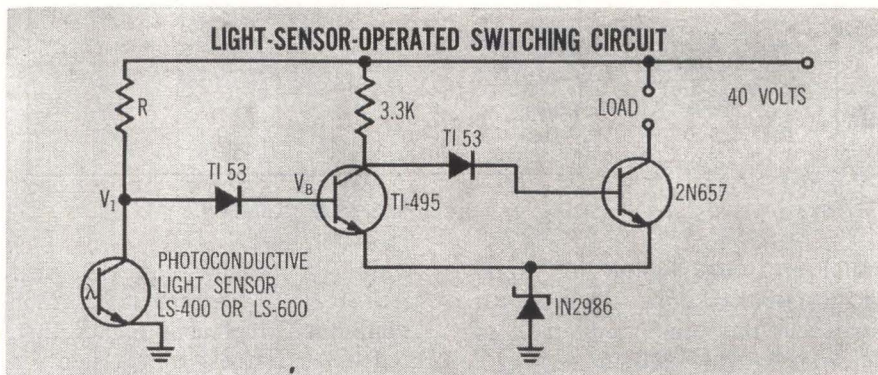 LIGHT-SENSOR-OPERATED SWITCHING CIRCUIT
R
3.3K
LOAD
40 VOLTS
TI 53
TI 53
V₁
V_B
TI-495
2N657
PHOTOCONDUCTIVE
LIGHT SENSOR
LS-400 OR LS-600
λ
IN2986